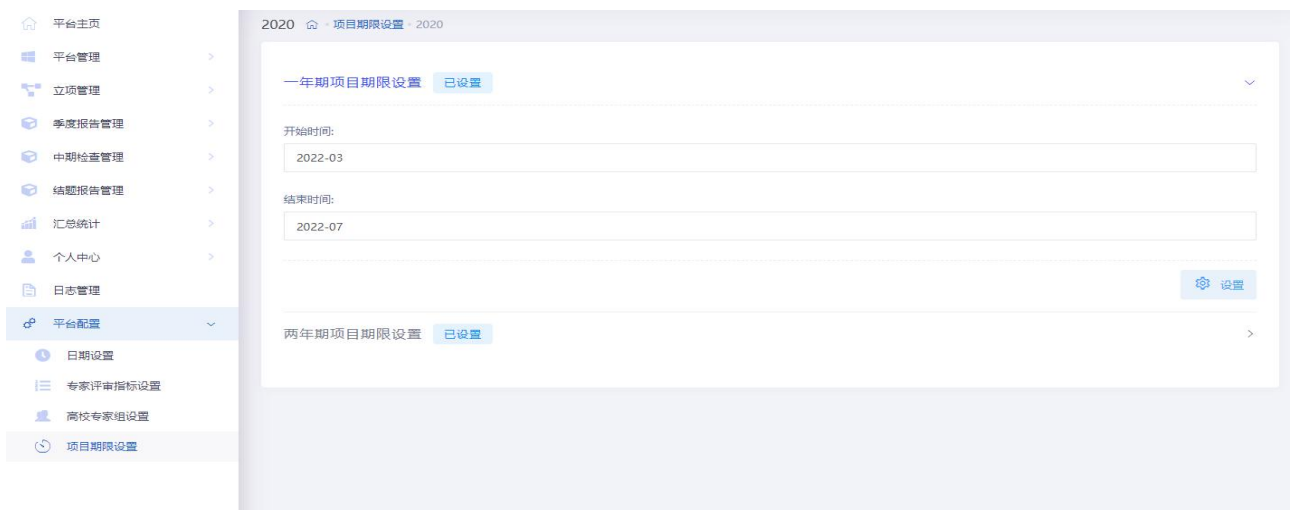 平台主页
平台管理
立项管理
季度报告管理
中期检查管理
结题报告管理
汇总统计
个人中心
日志管理
平台配置
日期设置
专家评审指标设置
高校专家组设置
项目期限设置
2020 - 项目期限设置 - 2020
一年期项目期限设置 已设置
开始时间:
2022-03
结束时间:
2022-07
设置
两年期项目期限设置 已设置